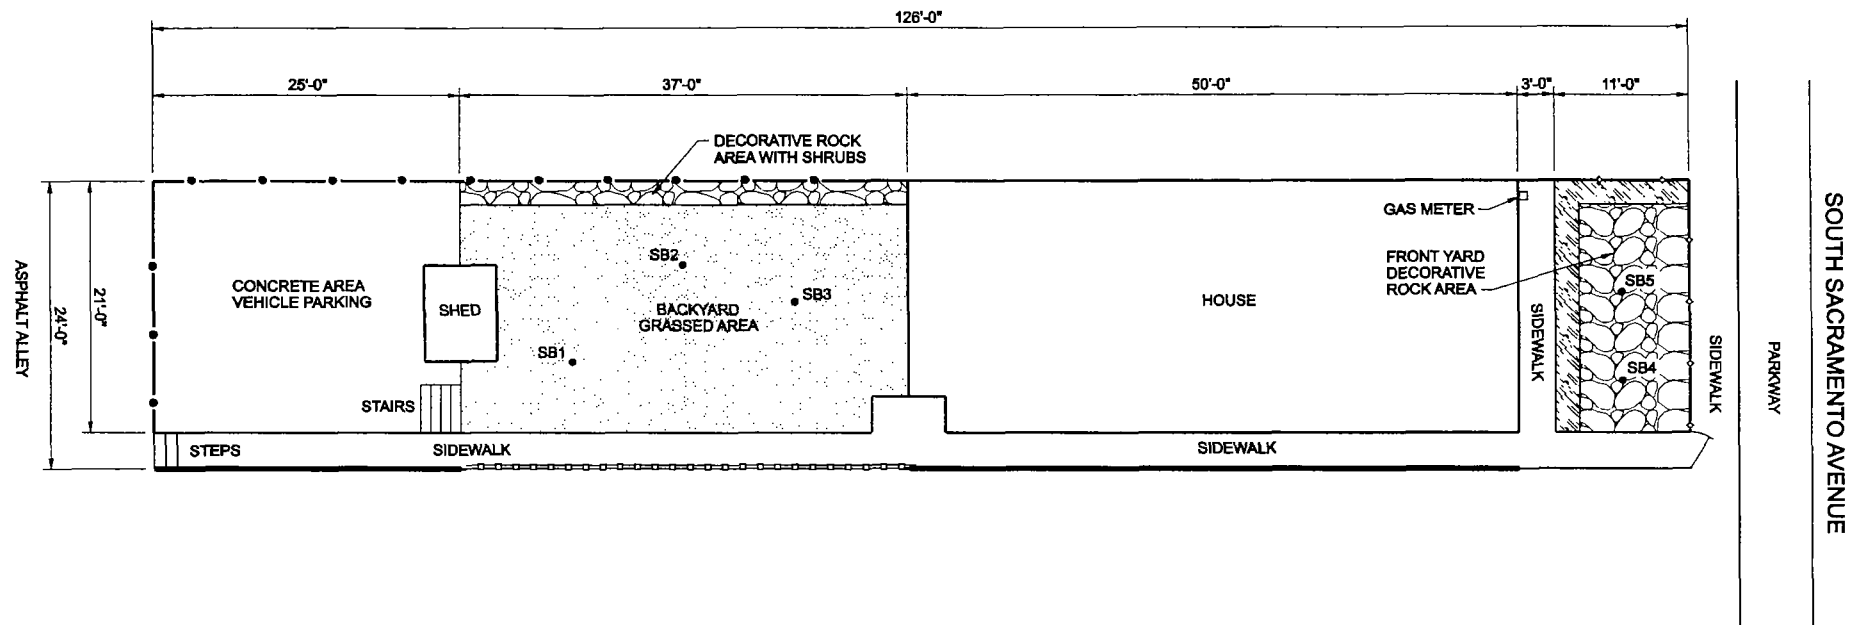 126'-0"
25'-0"
37'-0"
50'-0"
3'-0"
11'-0"
DECORATIVE ROCK
AREA WITH SHRUBS
GAS METER
SB2
FRONT YARD
DECORATIVE
ROCK AREA
CONCRETE AREA
VEHICLE PARKING
SHED
SB3
BACKYARD
GRASSED AREA
HOUSE
SB5
SB1
SB4
STAIRS
STEPS
SIDEWALK
SIDEWALK
ASPHALT ALLEY
24'-0"
21'-0"
SIDEWALK
SIDEWALK
PARKWAY
SOUTH SACRAMENTO AVENUE